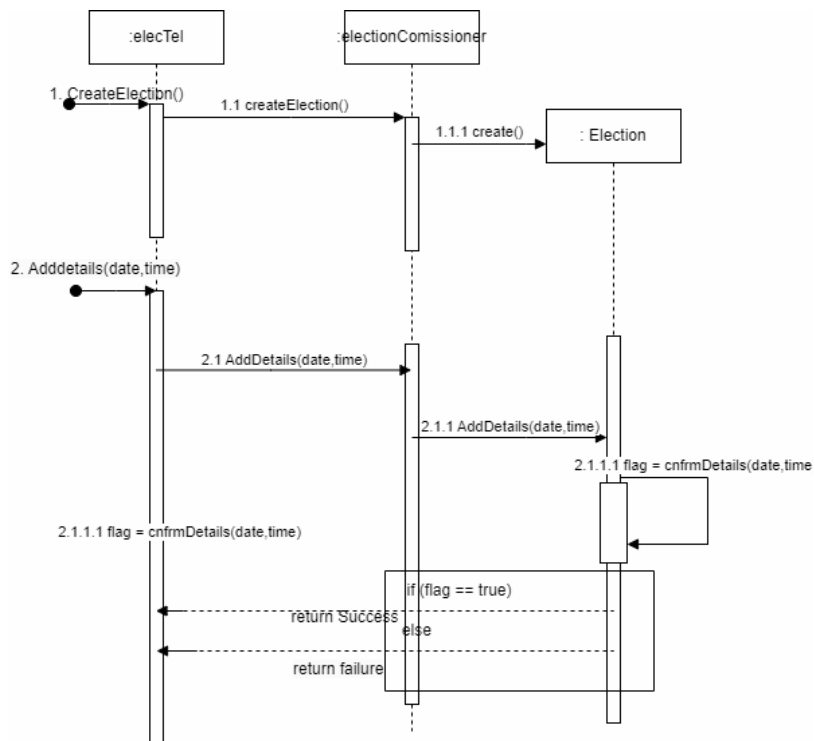 :elecTel
:electionComissioner
1. CreateElection()
1.1 createElection()
1.1.1 create()
: Election
2. Adddetails(date,time)
2.1 AddDetails(date,time)
2.1.1 AddDetails(date,time)
2.1.1.1 flag = cnfrmDetails(date,time
2.1.1.1 flag = cnfrmDetails(date,time)
if (flag == true)
return Success
else
return failure